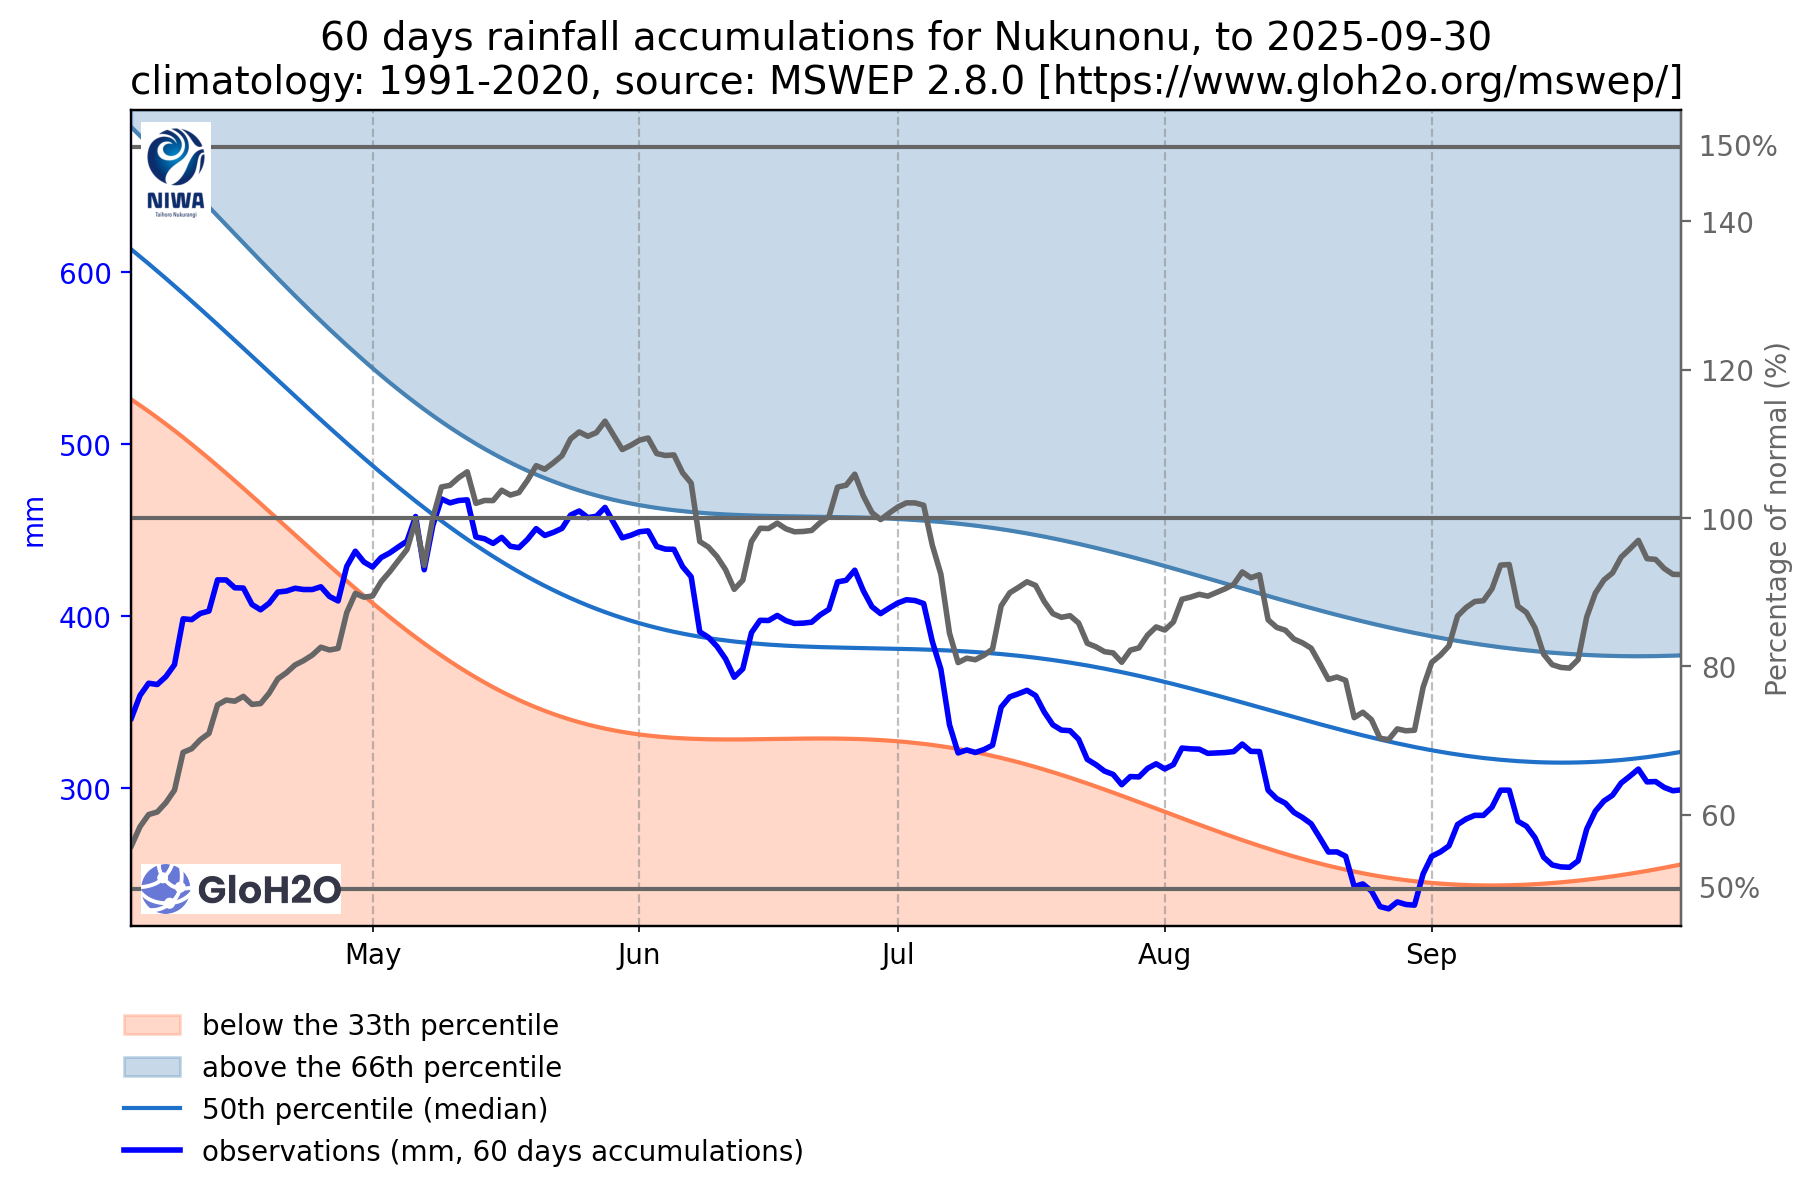 60 days rainfall accumulations for Nukunonu, to 2025-09-30
climatology: 1991-2020, source: MSWEP 2.8.0 [https://www.gloh2o.org/mswep/]
NIWA
Taihoro Nukurangi
600
500
400
300
mm
150%
140
120
100
80
60
50%
Percentage of normal (%)
GloH2O
May
Jun
Jul
Aug
Sep
below the 33th percentile
above the 66th percentile
50th percentile (median)
observations (mm, 60 days accumulations)